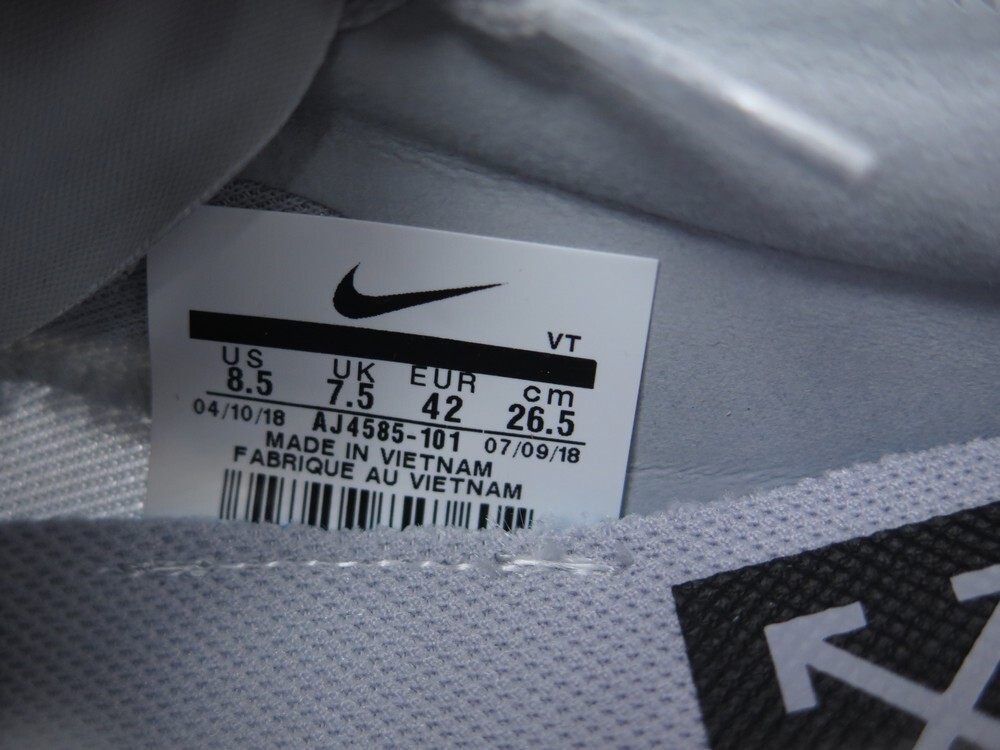 VT
US UK EUR cm
8.5 7.5 42 26.5
04/10/18 AJ4585-101 07/09/18
MADE IN VIETNAM
FABRIQUE AU VIETNAM